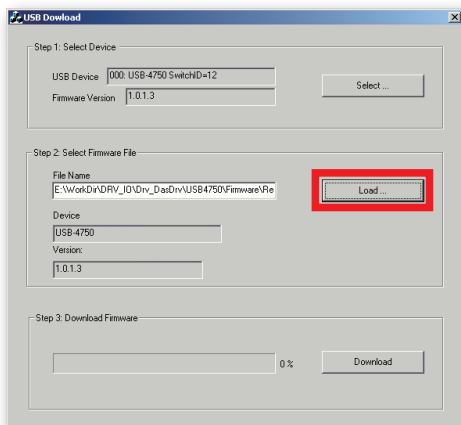 USB Dowload
Step 1: Select Device
USB Device 000: USB-4750 SwitchID=12
Select ...
Firmware Version 1.0.1.3
Step 2: Select Firmware File
File Name
E:\WorkDir\DRV_IO\Drv_DasDrv\USB4750\Firmware\Re
Load ...
Device
USB-4750
Version:
1.0.1.3
Step 3: Download Firmware
0 %
Download